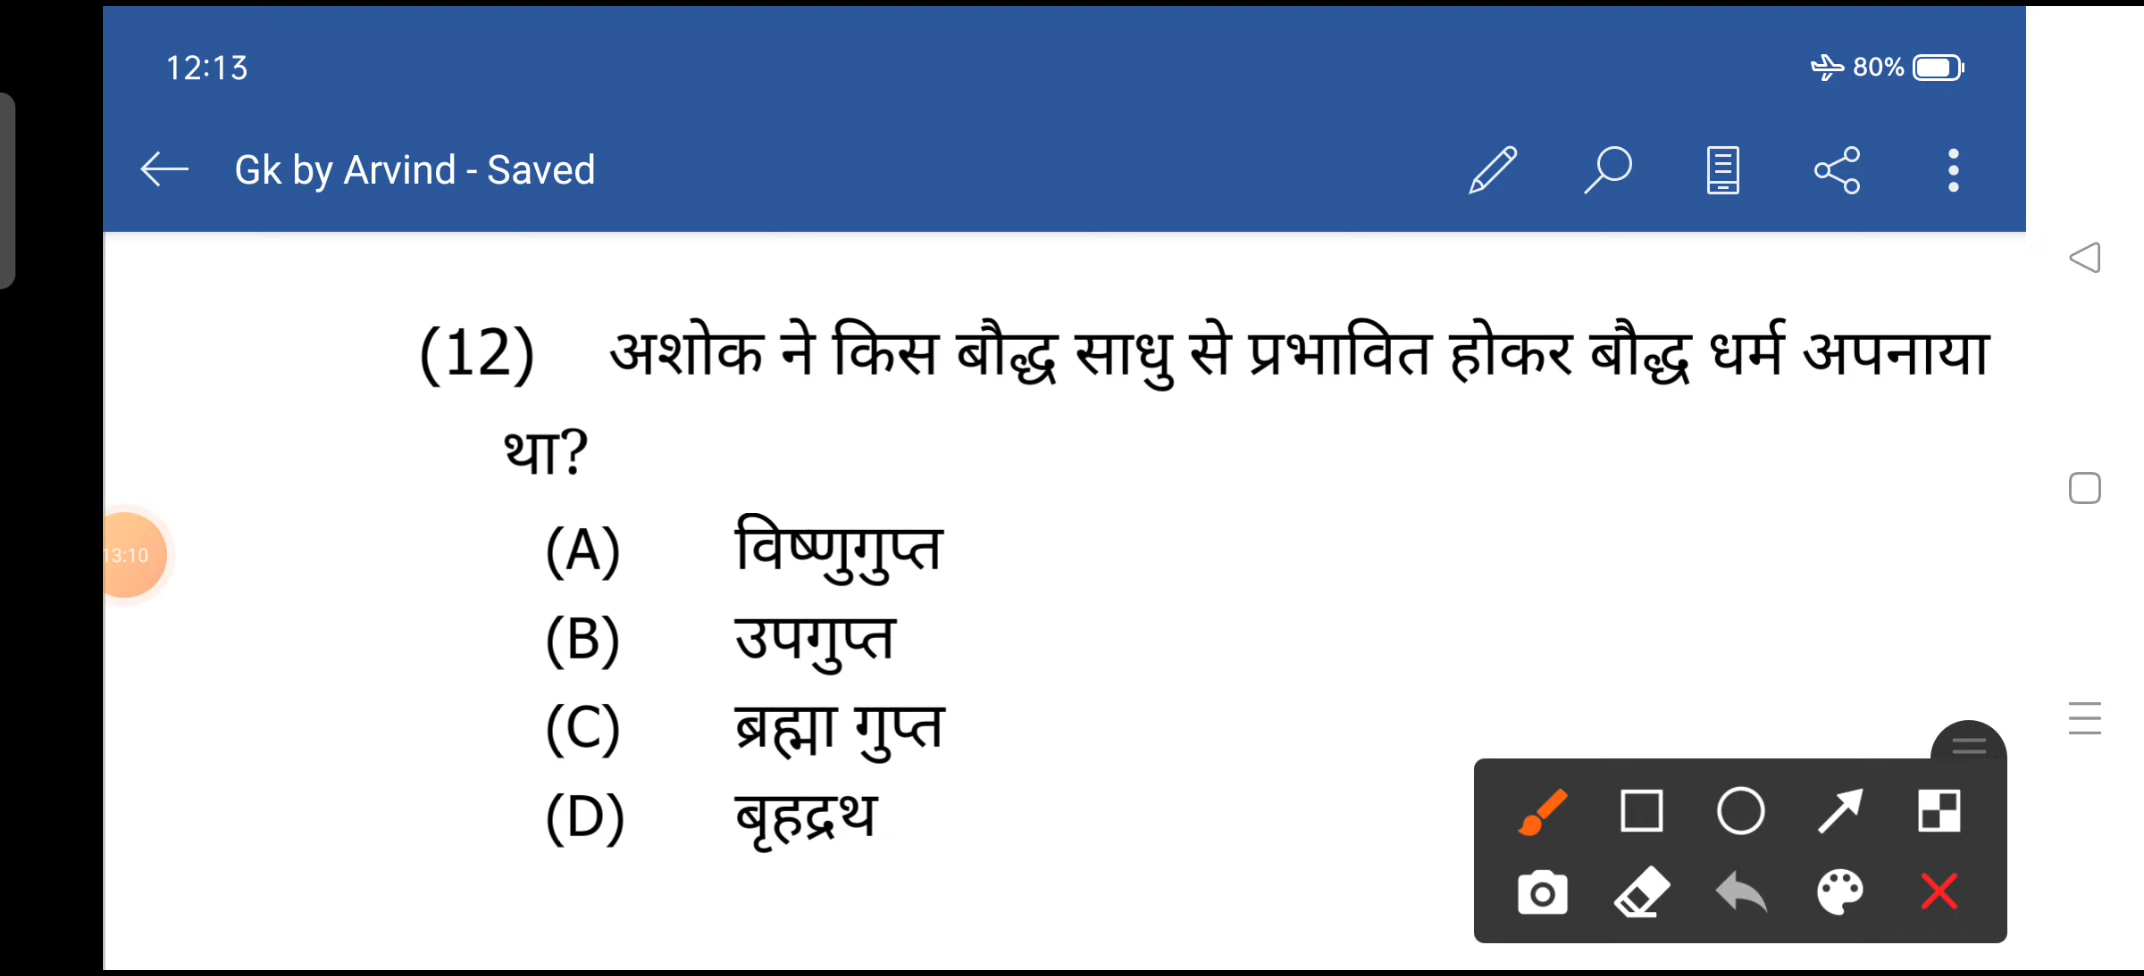 12:13
80%
Gk by Arvind - Saved
(12) अशोक ने किस बौद्ध साधु से प्रभावित होकर बौद्ध धर्म अपनाया
था?
13:10
(A) विष्णुगुप्त
(B) उपगुप्त
(C) ब्रह्मा गुप्त
(D) बृहद्रथ